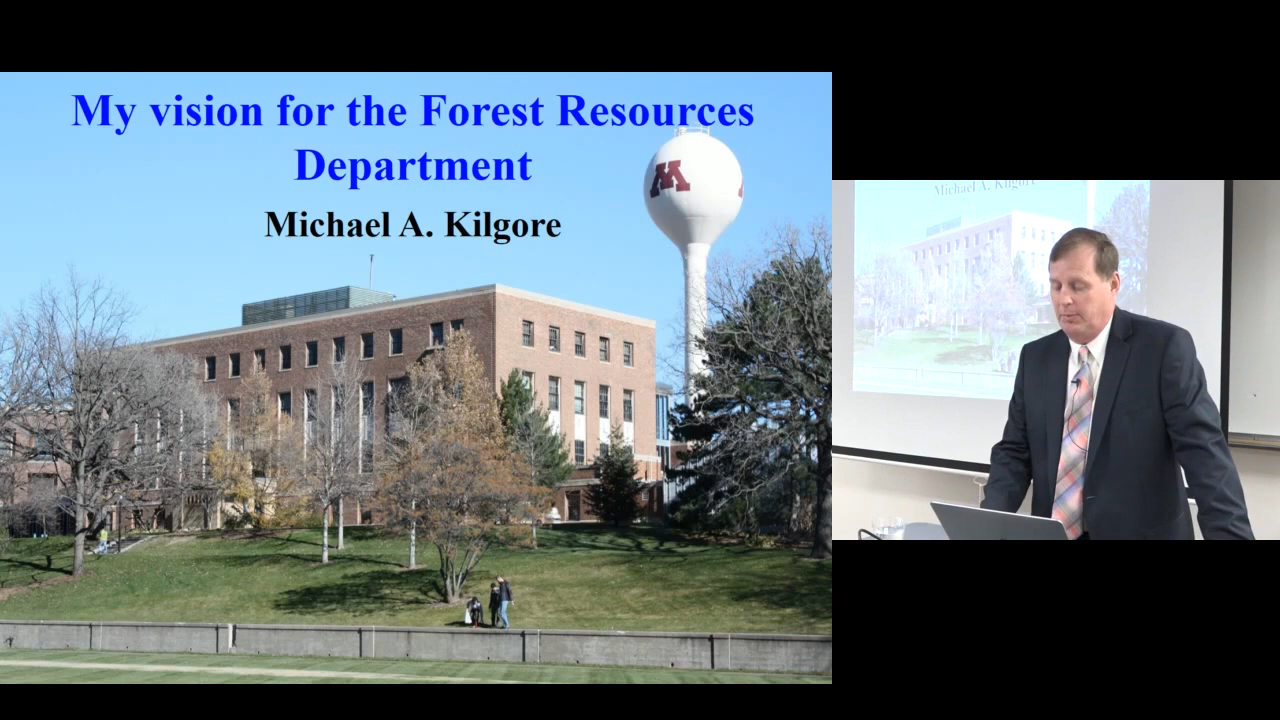 My vision for the Forest Resources
Department
Michael A. Kilgore
M
Michael A. Kilgore